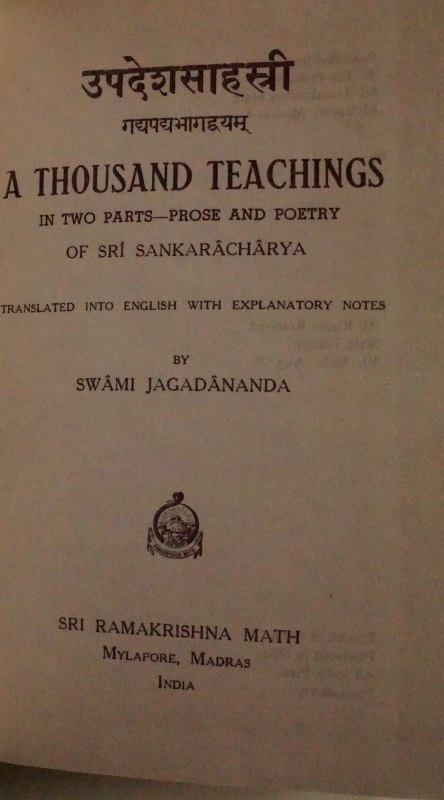 उपदेशसाहस्री
गद्यपद्यभागद्वयम्
A THOUSAND TEACHINGS
IN TWO PARTS—PROSE AND POETRY
OF SRÍ SANKARÂCHÂRYA
TRANSLATED INTO ENGLISH WITH EXPLANATORY NOTES
BY
SWÂMI JAGADÂNANDA
SRI RAMAKRISHNA MATH
MYLAPORE, MADRAS
INDIA